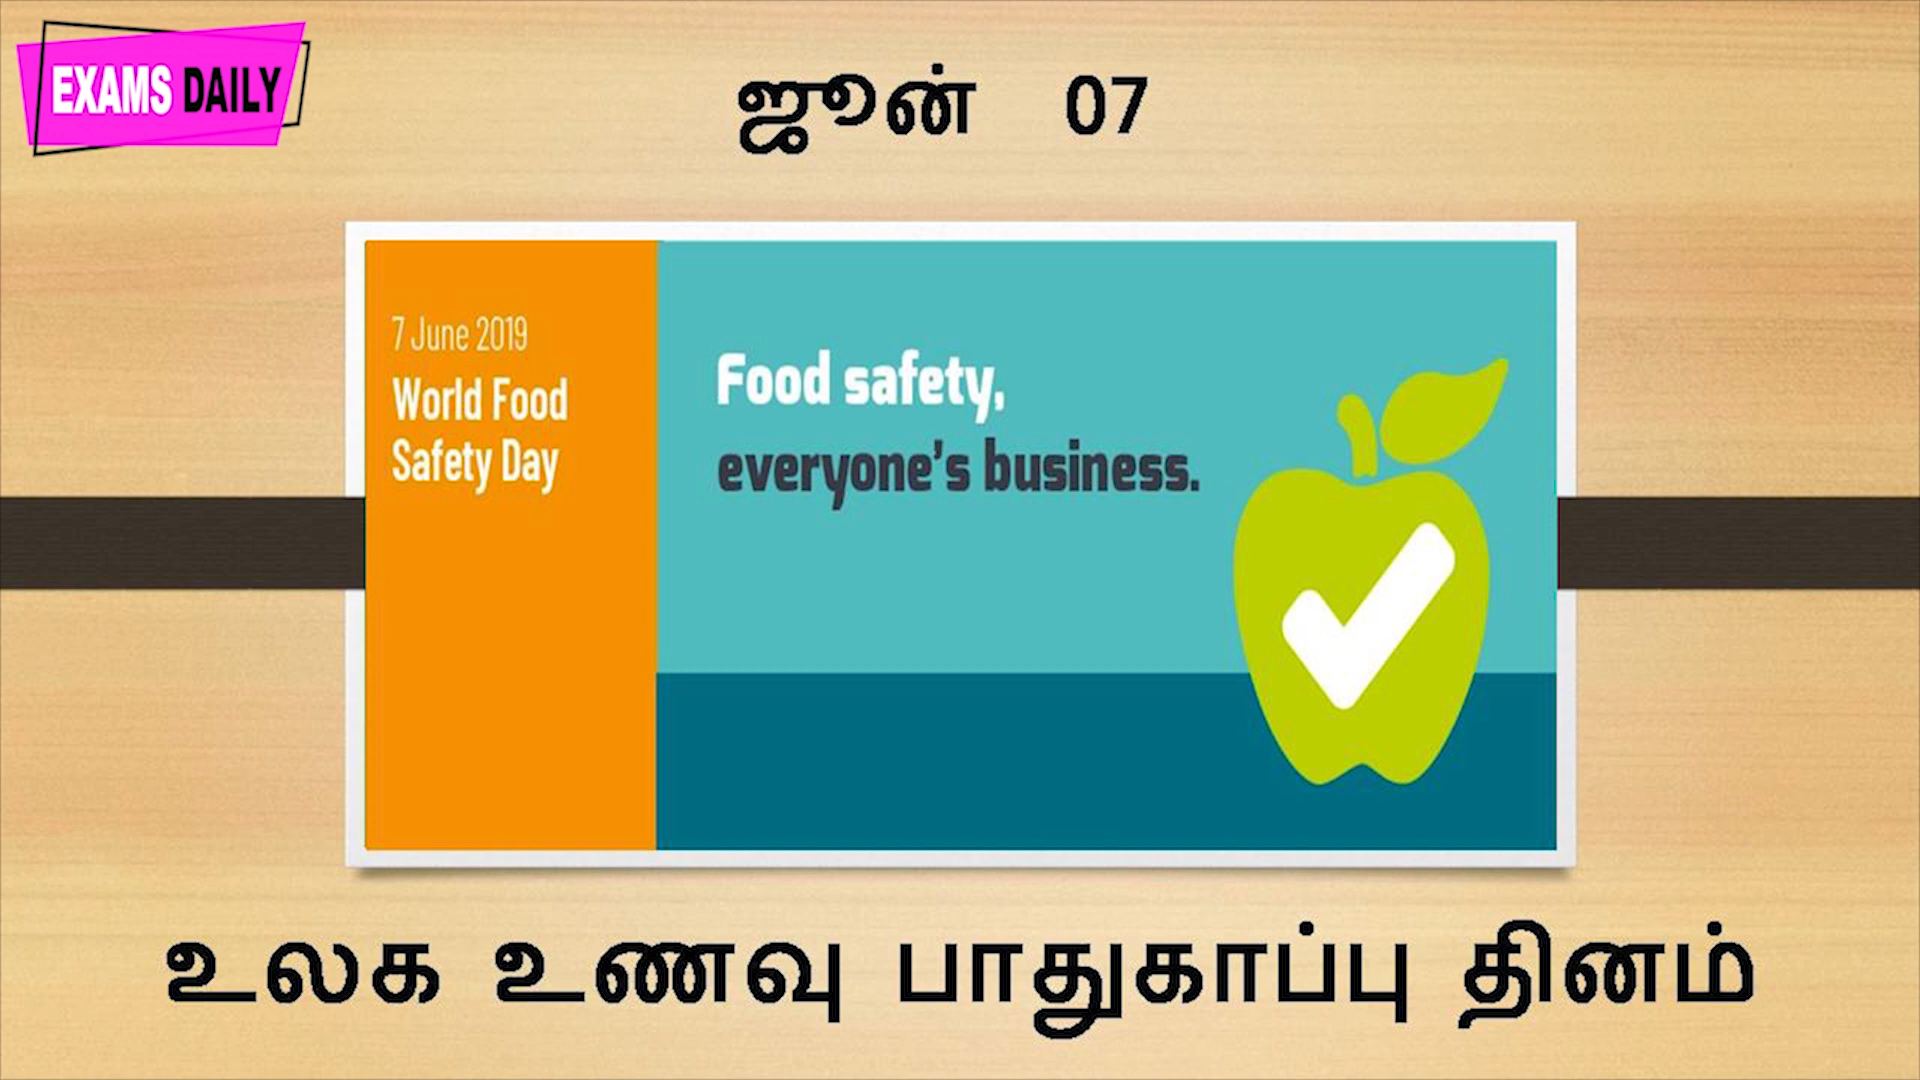 EXAMS DAILY
ஜூன் 07
7 June 2019
World Food
Safety Day
Food safety,
everyone's business.
உலக உணவு பாதுகாப்பு தினம்